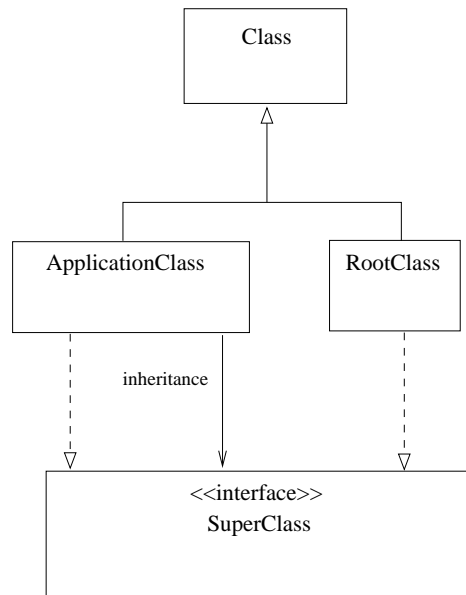 Class
ApplicationClass
RootClass
inheritance
<<interface>>
SuperClass